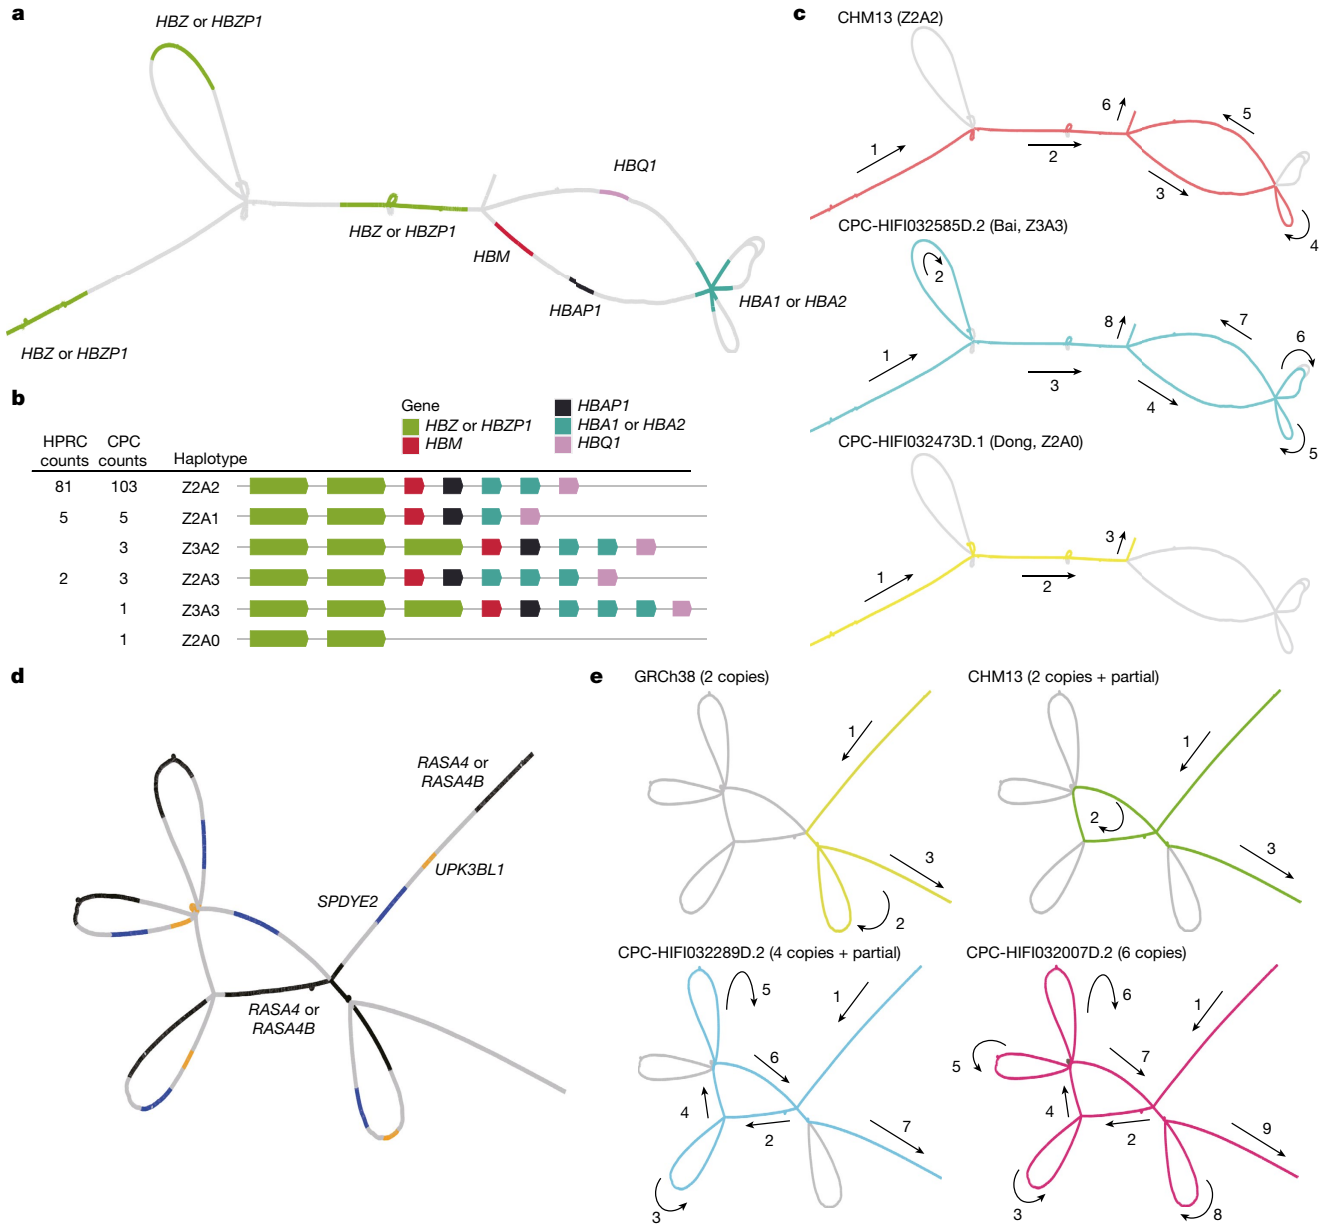 a
HBZ or HBZP1
HBQ1
HBZ or HBZP1
HBM
HBAP1
HBA1 or HBA2
HBZ or HBZP1
b
Gene
HBZ or HBZP1
HBM
HBAP1
HBA1 or HBA2
HBQ1
HPRC counts
CPC counts
Haplotype
81 103 Z2A2
5 5 Z2A1
3 Z3A2
2 3 Z2A3
1 Z3A3
1 Z2A0
c
CHM13 (Z2A2)
1
2
3
4
5
6
CPC-HIFI032585D.2 (Bai, Z3A3)
1
2
3
4
5
6
7
8
CPC-HIFI032473D.1 (Dong, Z2A0)
1
2
3
d
RASA4 or
RASA4B
UPK3BL1
SPDYE2
RASA4 or
RASA4B
e
GRCh38 (2 copies)
1
2
3
CHM13 (2 copies + partial)
1
2
3
CPC-HIFI032289D.2 (4 copies + partial)
1
2
3
4
5
6
7
CPC-HIFI032007D.2 (6 copies)
1
2
3
4
5
6
7
8
9